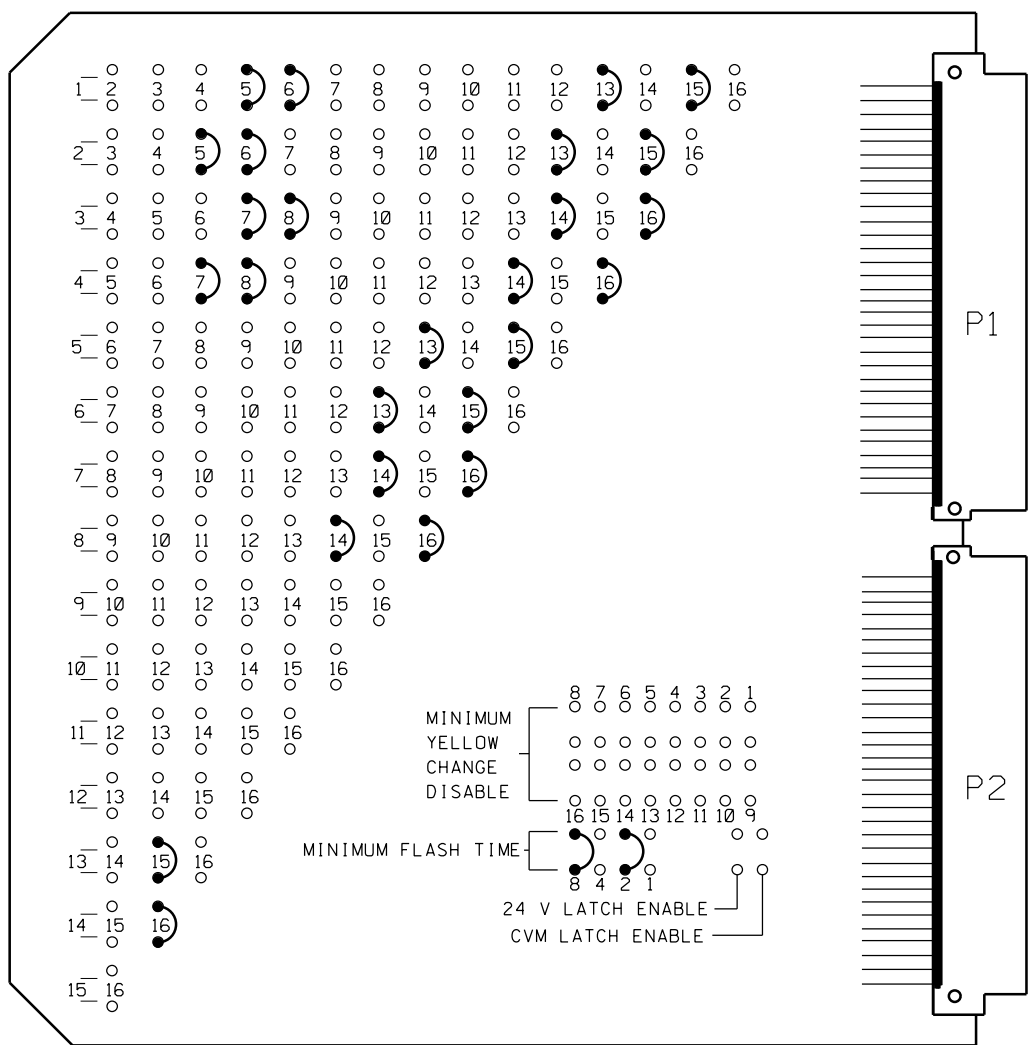 1 2 3 4 5 6 7 8 9 10 11 12 13 14 15 16
2 3 4 5 6 7 8 9 10 11 12 13 14 15 16
3 4 5 6 7 8 9 10 11 12 13 14 15 16
4 5 6 7 8 9 10 11 12 13 14 15 16
P1
5 6 7 8 9 10 11 12 13 14 15 16
6 7 8 9 10 11 12 13 14 15 16
7 8 9 10 11 12 13 14 15 16
8 9 10 11 12 13 14 15 16
9 10 11 12 13 14 15 16
10 11 12 13 14 15 16
11 12 13 14 15 16
12 13 14 15 16
13 14 15 16
14 15 16
15 16
8 7 6 5 4 3 2 1
MINIMUM
YELLOW
CHANGE
DISABLE
16 15 14 13 12 11 10 9
MINIMUM FLASH TIME
8 4 2 1
24 V LATCH ENABLE
CVM LATCH ENABLE
P2